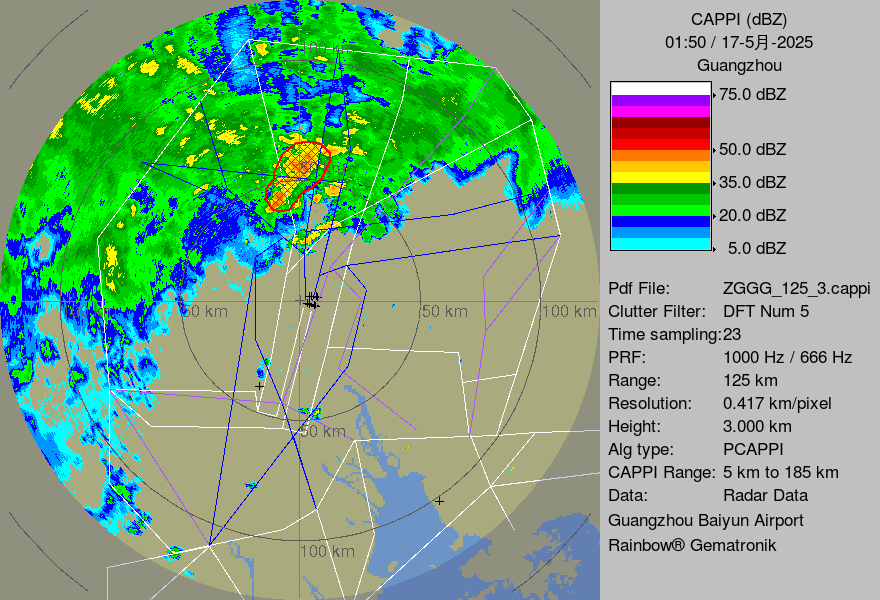 CAPPI (dBZ)
01:50 / 17-5月-2025
Guangzhou
75.0 dBZ
50.0 dBZ
35.0 dBZ
20.0 dBZ
5.0 dBZ
Pdf File: ZGGG_125_3.cappi
Clutter Filter: DFT Num 5
Time sampling:23
PRF: 1000 Hz / 666 Hz
Range: 125 km
Resolution: 0.417 km/pixel
Height: 3.000 km
Alg type: PCAPPI
CAPPI Range: 5 km to 185 km
Data: Radar Data
Guangzhou Baiyun Airport
Rainbow® Gematronik
50 km
50 km
100 km
50 km
100 km